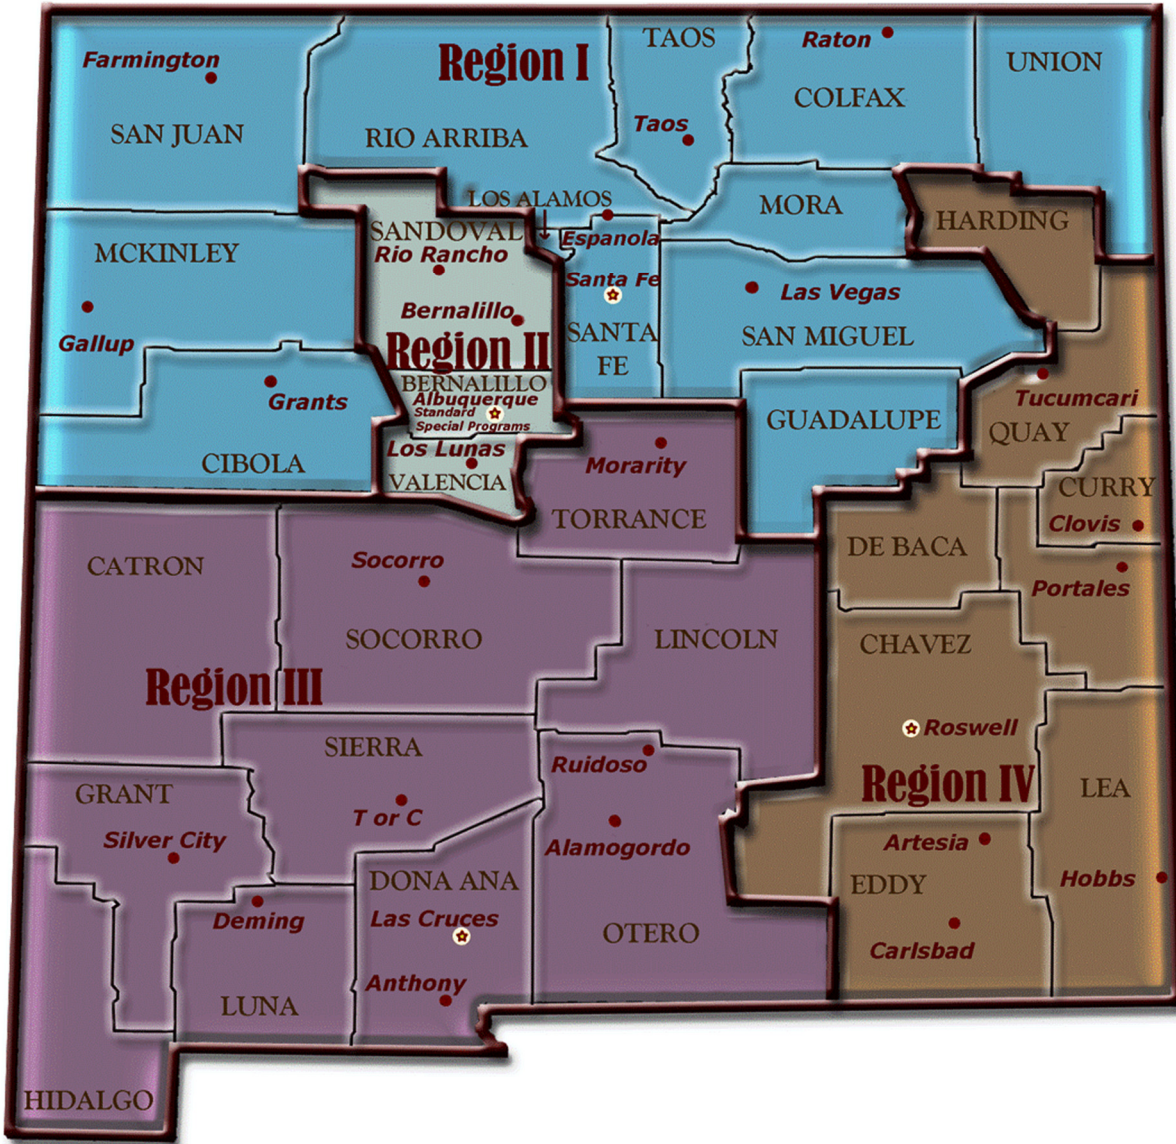 Farmington
Region I
TAOS
Raton
UNION
COLFAX
SAN JUAN
RIO ARRIBA
Taos
LOS ALAMOS
MORA
HARDING
SANDOVAL
Espanola
MCKINLEY
Rio Rancho
Santa Fe
Las Vegas
Bernalillo
Gallup
SANTA
FE
SAN MIGUEL
Region II
BERNALILLO
Albuquerque
Standard
Special Programs
Grants
Tucumcari
GUADALUPE
QUAY
Los Lunas
CIBOLA
Morarity
VALENCIA
CURRY
TORRANCE
Clovis
DE BACA
CATRON
Socorro
Portales
SOCORRO
LINCOLN
CHAVEZ
Region III
Roswell
SIERRA
Ruidoso
Region IV
GRANT
LEA
T or C
Silver City
Alamogordo
Artesia
DONA ANA
EDDY
Hobbs
Las Cruces
Deming
OTERO
Carlsbad
Anthony
LUNA
HIDALGO